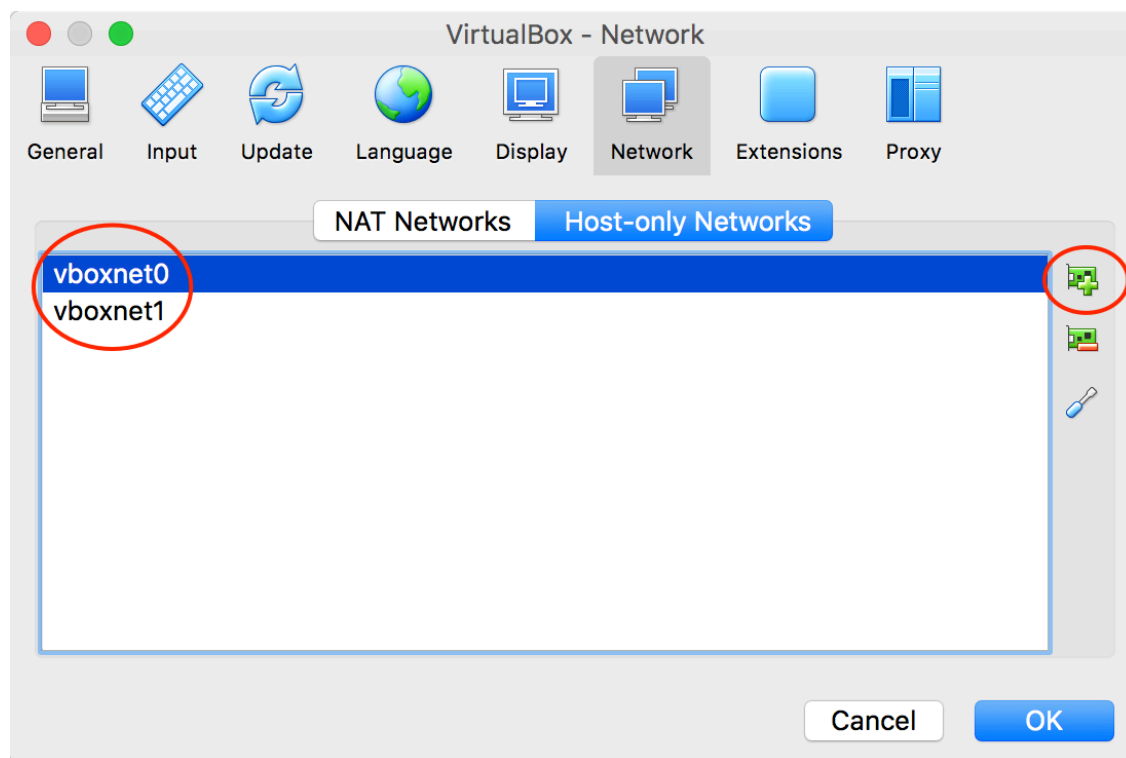 VirtualBox – Network
General Input Update Language Display Network Extensions Proxy
NAT Networks Host-only Networks
vboxnet0
vboxnet1
Cancel OK